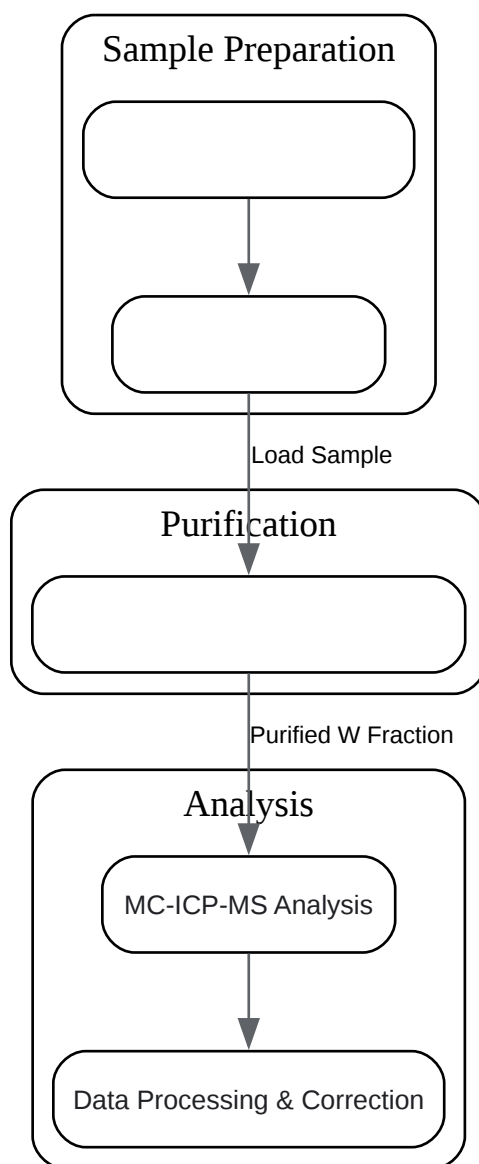 Sample Preparation
Load Sample
Purification
Purified W Fraction
Analysis
MC-ICP-MS Analysis
Data Processing & Correction